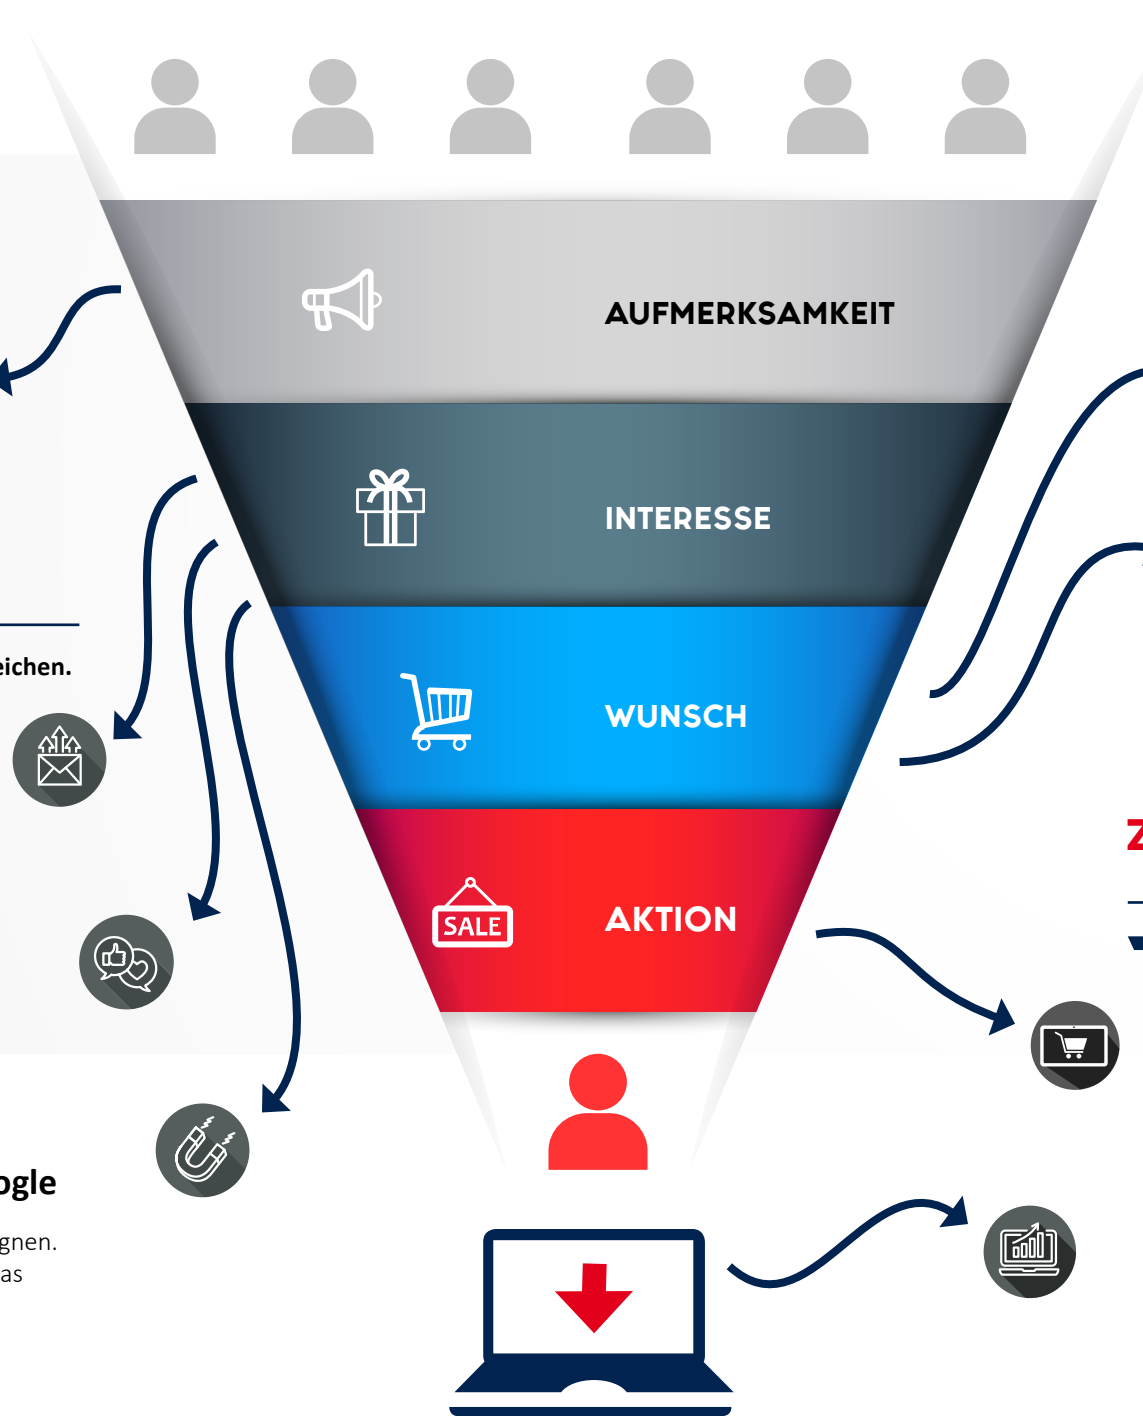 AUFMERKSAMKEIT
INTERESSE
eichen.
WUNSCH
Z
SALE
AKTION
ogle
gnen.
as